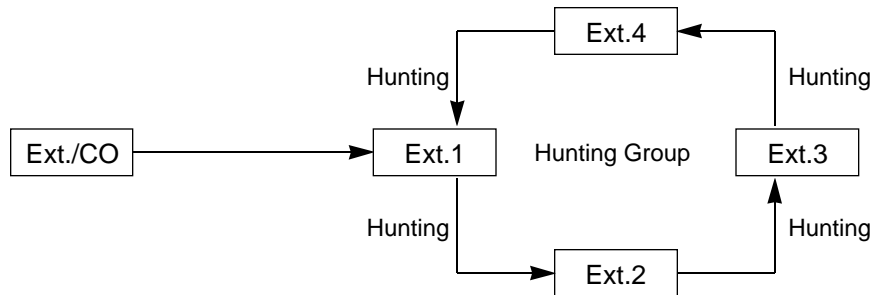 Ext.4
Hunting
Hunting
Ext./CO
Ext.1
Hunting Group
Ext.3
Hunting
Hunting
Ext.2